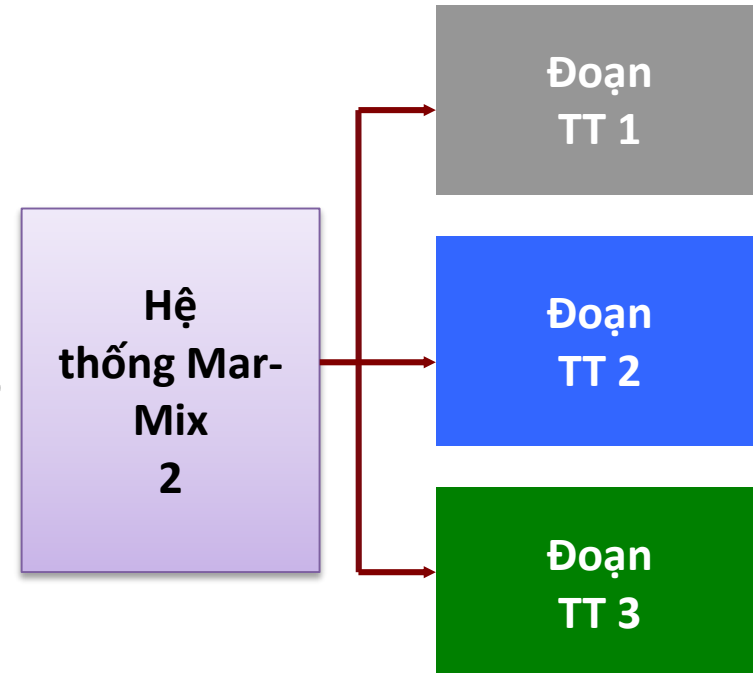 Đoạn
TT 1
Hệ
thống Mar-
Mix
2
Đoạn
TT 2
Đoạn
TT 3